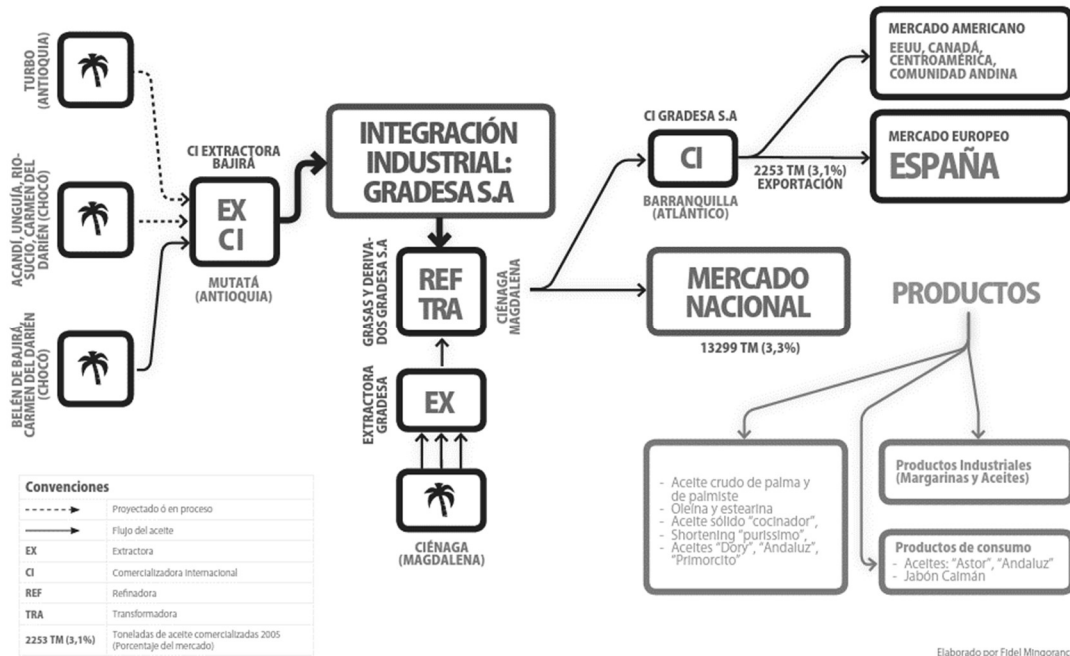 TURBO
(ANTIOQUIA)
ACANDÍ, UNGUÍA, RIO-
SUCIO, CARMEN DEL
DARIÉN (CHOCÓ)
BELÉN DE BAJIRÁ,
CARMEN DEL DARIÉN
(CHOCÓ)
CI EXTRACTORA
BAJIRÁ
EX
CI
MUTATÁ
(ANTIOQUIA)
INTEGRACIÓN
INDUSTRIAL:
GRADESA S.A
GRASAS Y DERIVA-
DOS GRADESA S.A
REF
TRA
CIÉNAGA
MAGDALENA
EXTRACTORA
GRADESA
EX
CIÉNAGA
(MAGDALENA)
CI GRADESA S.A
CI
BARRANQUILLA
(ATLÁNTICO)
2253 TM (3,1%)
EXPORTACIÓN
MERCADO AMERICANO
EEUU, CANADÁ,
CENTROAMÉRICA,
COMUNIDAD ANDINA
MERCADO EUROPEO
ESPAÑA
MERCADO
NACIONAL
13299 TM (3,3%)
PRODUCTOS
- Aceite crudo de palma y
de palmiste
- Oleina y estearina
- Aceite sólido "cocinador",
- Shortening "purissimo",
- Aceites "Dory", "Andaluz",
"Primorcito"
Productos Industriales
(Margarinas y Aceites)
Productos de consumo
- Aceites: "Astor", "Andaluz"
- Jabón Caimán
Convenciones
Proyectado ó en proceso
Flujo del aceite
EX Extractora
CI Comercializadora Internacional
REF Refinadora
TRA Transformadora
2253 TM (3,1%) Toneladas de aceite comercializadas 2005
(Porcentaje del mercado)
Elaborado por Fidel Mingoranc